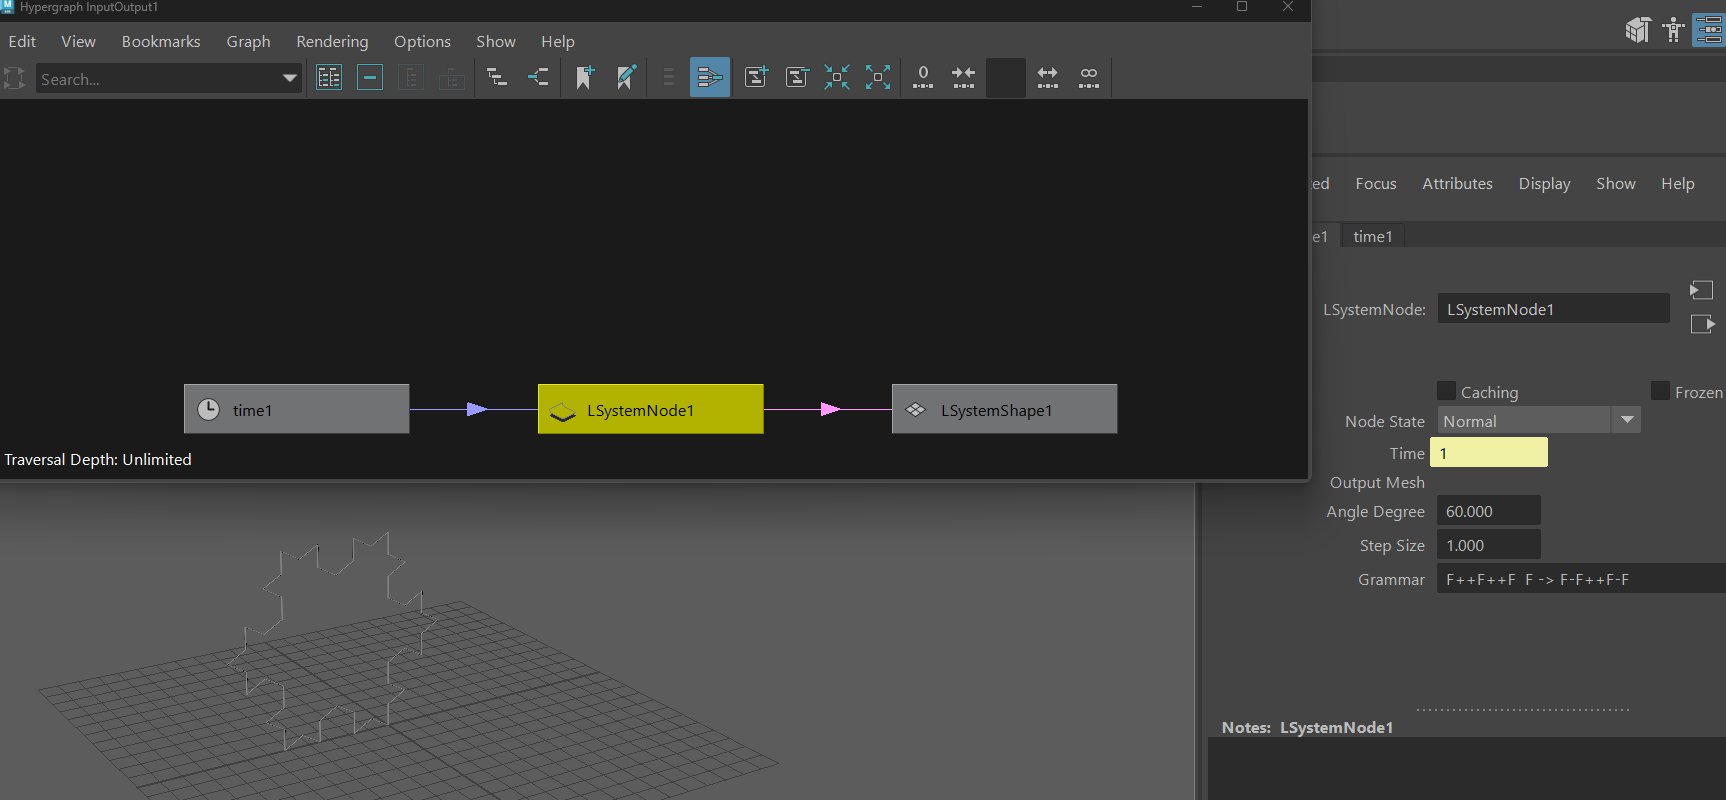 Hypergraph InputOutput1
Edit View Bookmarks Graph Rendering Options Show Help
Search...
0
∞
ed Focus Attributes Display Show Help
e1 time1
LSystemNode: LSystemNode1
time1
LSystemNode1
LSystemShape1
Traversal Depth: Unlimited
Caching Frozen
Node State Normal
Time 1
Output Mesh
Angle Degree 60.000
Step Size 1.000
Grammar F++F++F F -> F-F++F-F
Notes: LSystemNode1